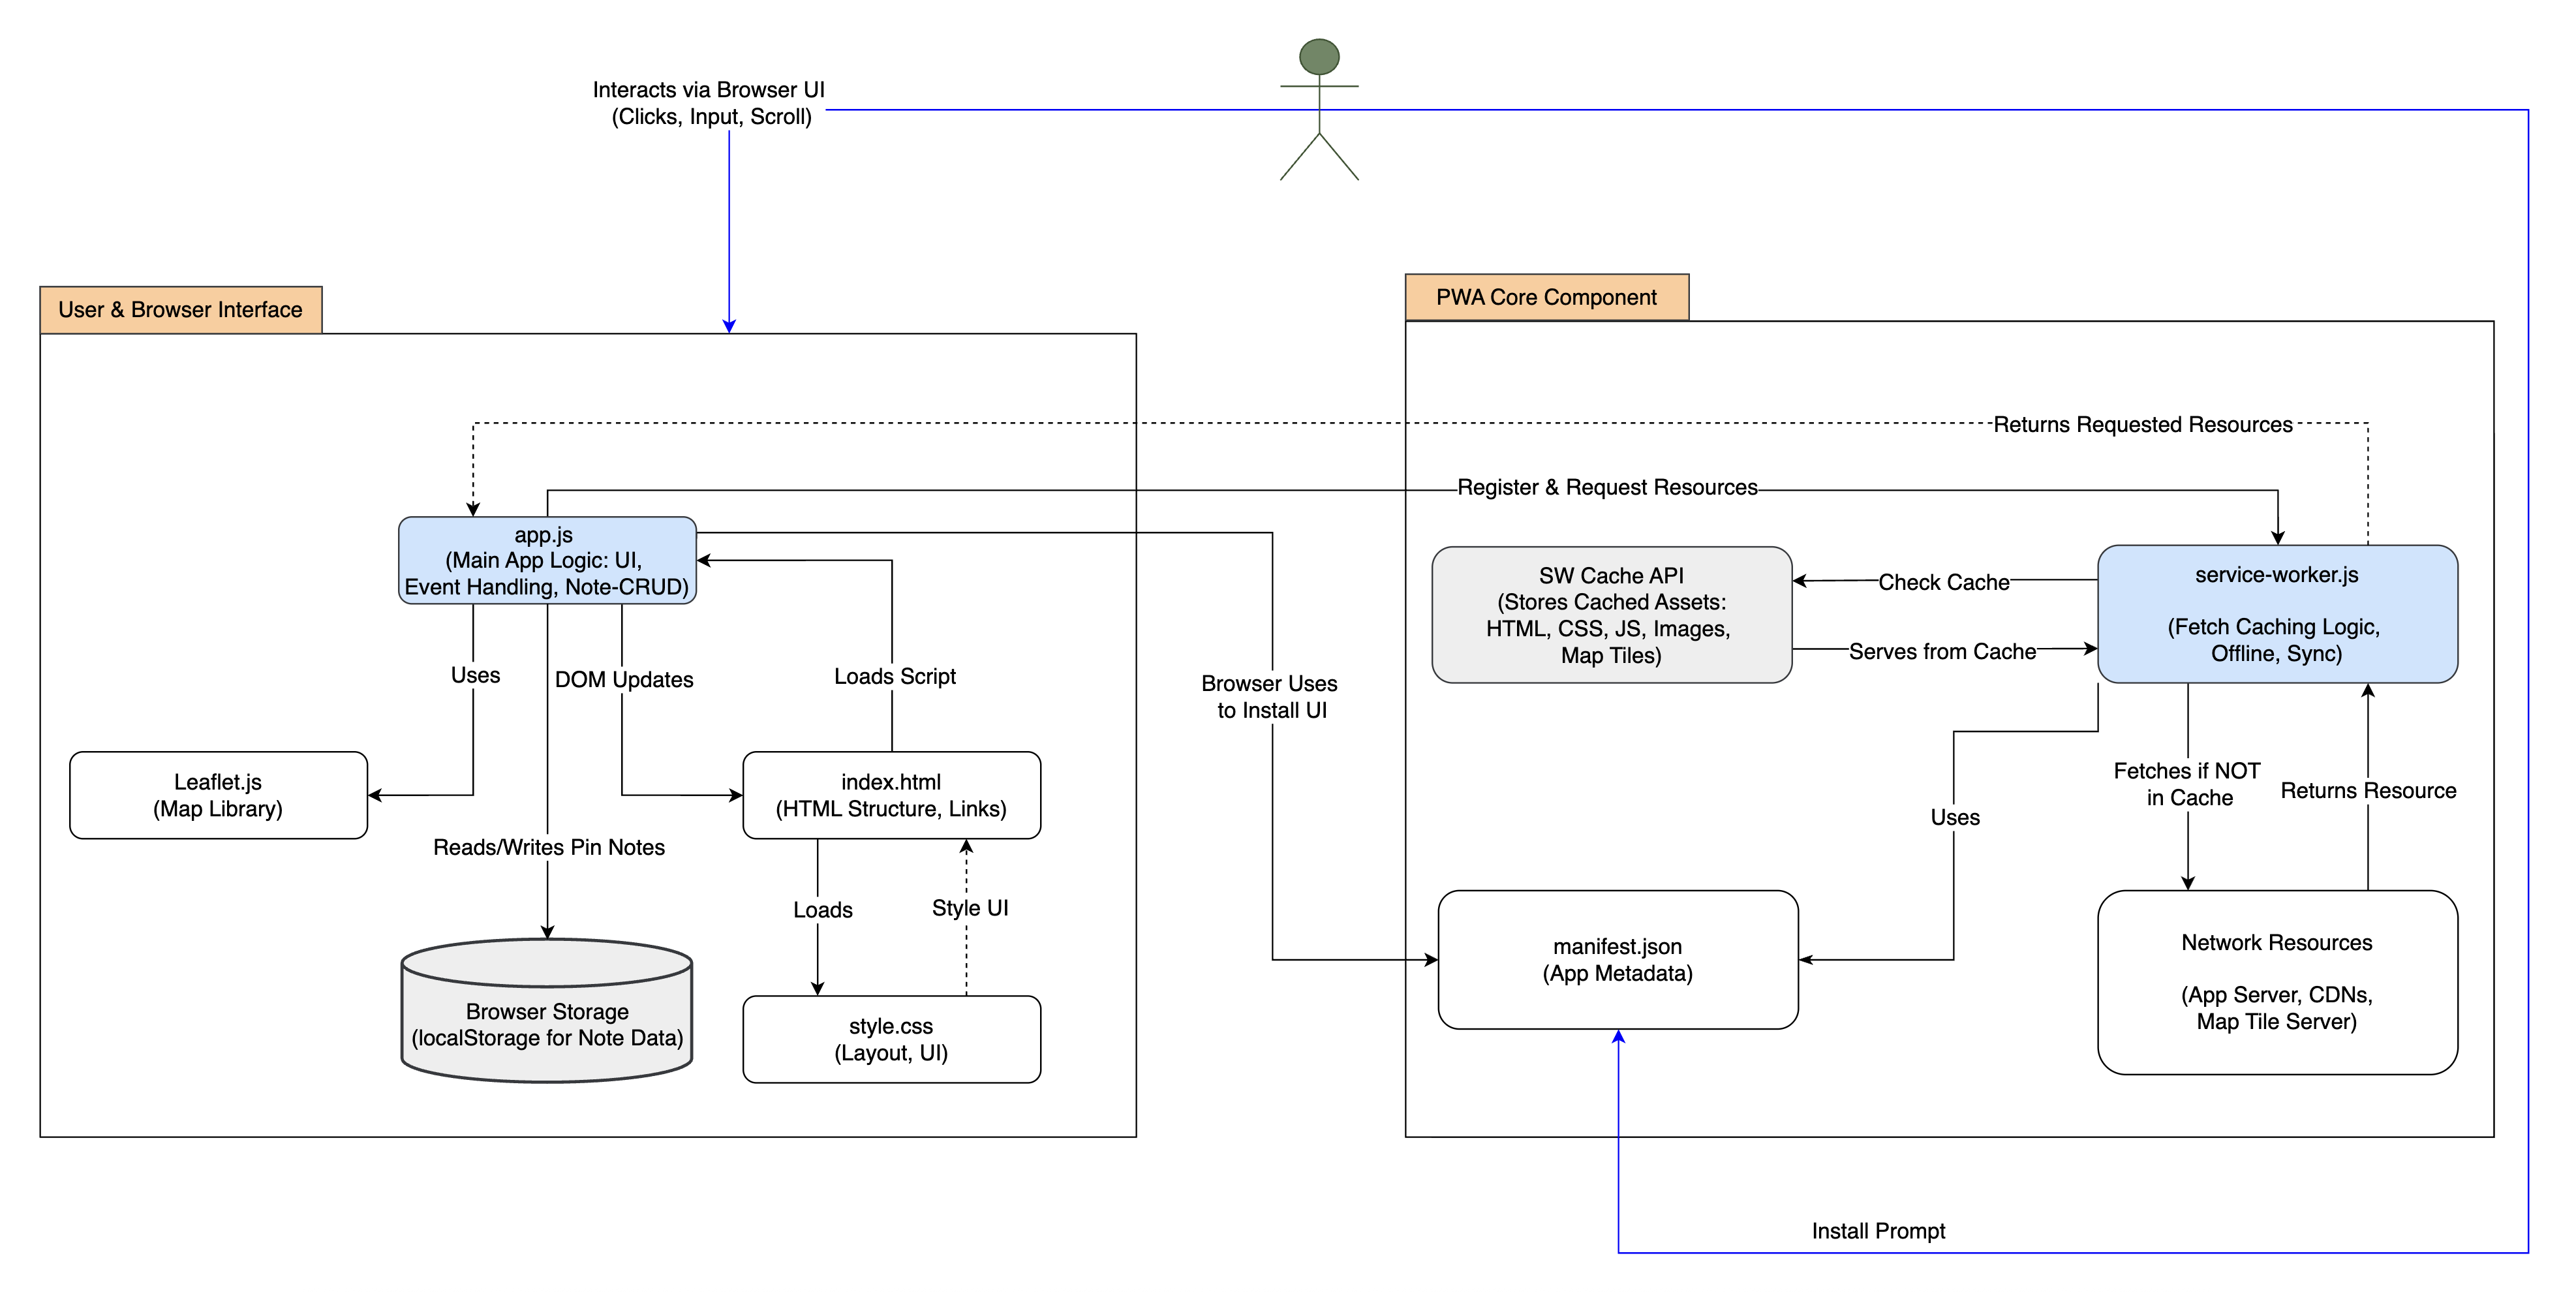 Interacts via Browser UI
(Clicks, Input, Scroll)
User & Browser Interface
PWA Core Component
Returns Requested Resources
Register & Request Resources
app.js
(Main App Logic: UI,
Event Handling, Note-CRUD)
SW Cache API
(Stores Cached Assets:
HTML, CSS, JS, Images,
Map Tiles)
Check Cache
Serves from Cache
service-worker.js
(Fetch Caching Logic,
Offline, Sync)
Uses
DOM Updates
Loads Script
Browser Uses
to Install UI
Leaflet.js
(Map Library)
index.html
(HTML Structure, Links)
Fetches if NOT
in Cache
Returns Resource
Uses
Reads/Writes Pin Notes
Loads
Style UI
manifest.json
(App Metadata)
Network Resources
(App Server, CDNs,
Map Tile Server)
Browser Storage
(localStorage for Note Data)
style.css
(Layout, UI)
Install Prompt